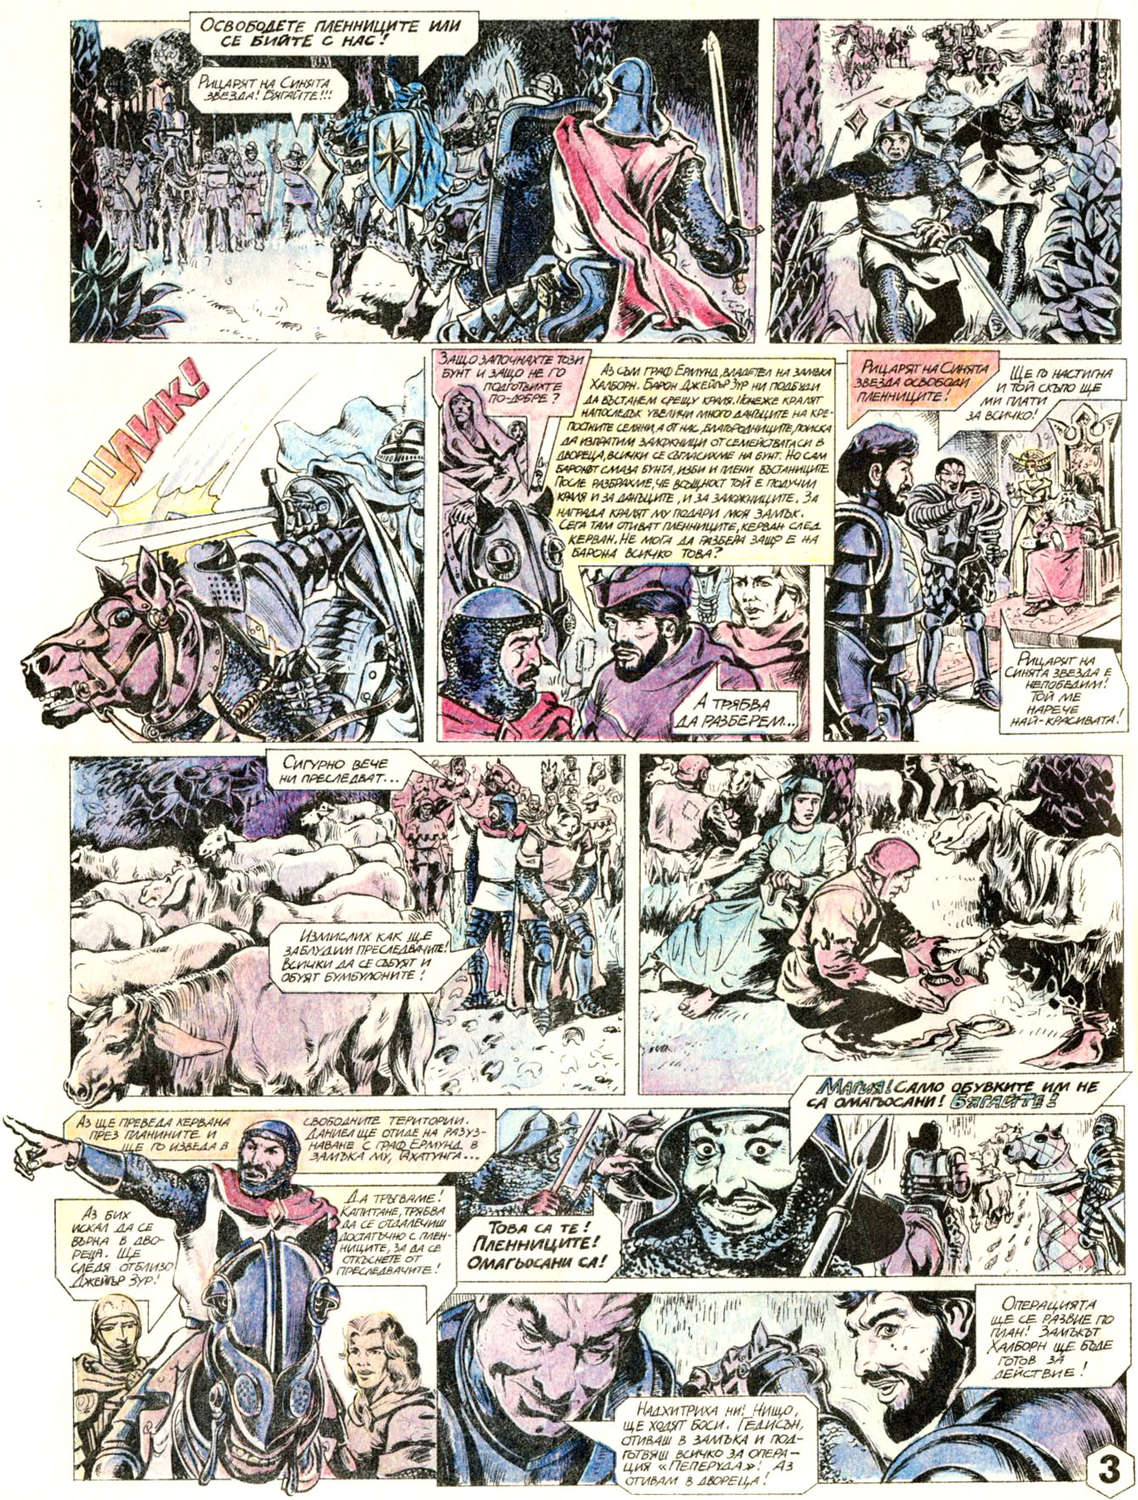 Освободете пленниците или
се бийте с нас!
Рицарят на Синята
звезда! Бягайте!!!
ЩЛИК!
Защо започнахте този
бунт и защо не го
подготвихте
по-добре?
Аз съм граф Ермунд, владетел на замъка
Халборн. Барон Джейър Зур ни подбуди
да въстанем срещу краля. Понеже кралят
напоследък увеличи много данъците на кре-
постните селяни, а от нас, благородниците, поиска
да изпратим заложници от семействата си в
двореца, всички се съгласихме на бунт. Но сам
баронът смаза бунта, изби и плени въстаниците.
После разбрахме, че всъщност той е подучил
краля и за данъците, и за заложниците. За
награда кралят му подари моя замък.
Сега там отиват пленниците, керван след
керван. Не мога да разбера защо е на
барона всичко това?
А трябва
да разберем...
Рицарят на Синята
звезда освободи
пленниците!
Ще го настигна
и той скъпо ще
ми плати
за всичко!
Рицарят на
Синята звезда е
непобедим!
Той ме
нарече
най-красивата!
Сигурно вече
ни преследват...
Измислих как ще
заблудим преследвачите!
Всички да се събуят и
обуят бумбулоните!
Магия! Само обувките им не
са омагьосани! Бягайте!
Аз ще преведа кервана
през планините и
ще го изведа в
свободните територии.
Даниел ще отиде на разуз-
наване с граф Ермунд в
замъка му, (Ахатунга...
Аз бих
искал да се
върна в дво-
реца. Ще
следя отблизо
Джейър Зур!
Да тръгваме!
Капитане, трябва
да се отдалечиш
достатъчно с плен-
ниците, за да се
откъснете от
преследвачите!
Това са те!
Пленниците!
Омагьосани са!
Надхитриха ни! Нищо,
ще ходят боси. Гедисън,
отиваш в замъка и под-
готвяш всичко за опера-
ция «Пеперуда»! Аз
отивам в двореца!
Операцията
ще се развие по
план! Замъкът
Халборн ще бъде
готов за
действие!
3